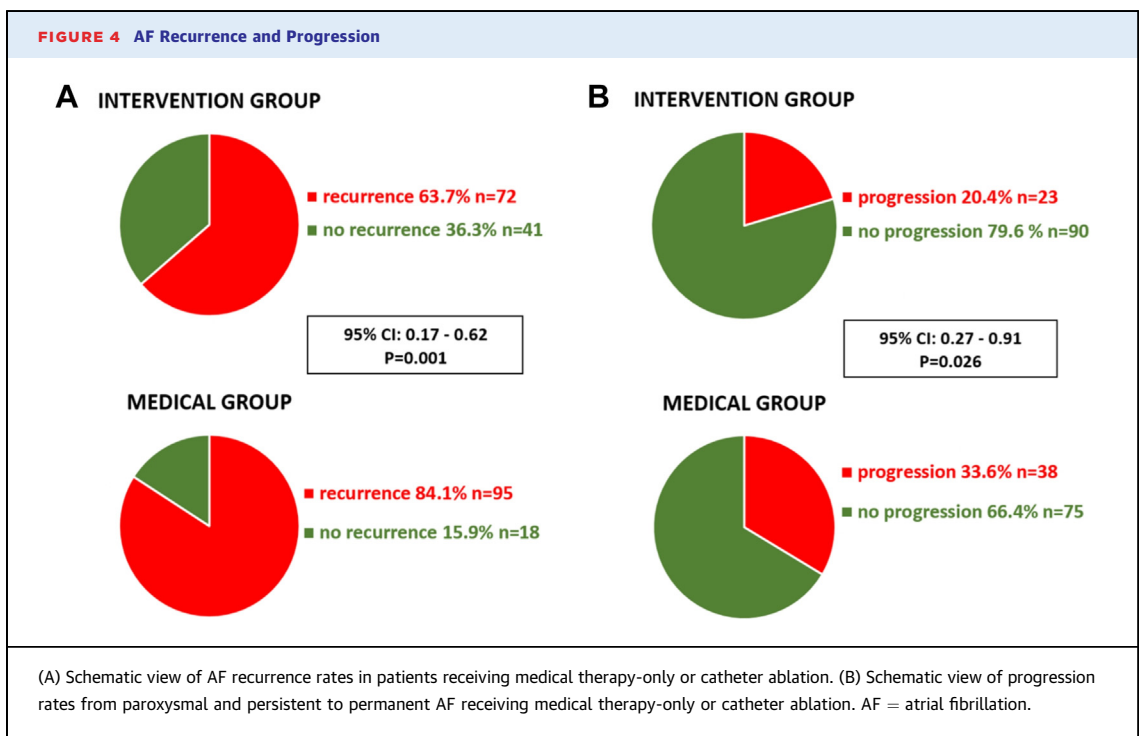 FIGURE 4 AF Recurrence and Progression
A INTERVENTION GROUP
recurrence 63.7% n=72
no recurrence 36.3% n=41
95% CI: 0.17 - 0.62
P=0.001
MEDICAL GROUP
recurrence 84.1% n=95
no recurrence 15.9% n=18
B INTERVENTION GROUP
progression 20.4% n=23
no progression 79.6 % n=90
95% CI: 0.27 - 0.91
P=0.026
MEDICAL GROUP
progression 33.6% n=38
no progression 66.4% n=75
(A) Schematic view of AF recurrence rates in patients receiving medical therapy-only or catheter ablation. (B) Schematic view of progression
rates from paroxysmal and persistent to permanent AF receiving medical therapy-only or catheter ablation. AF = atrial fibrillation.